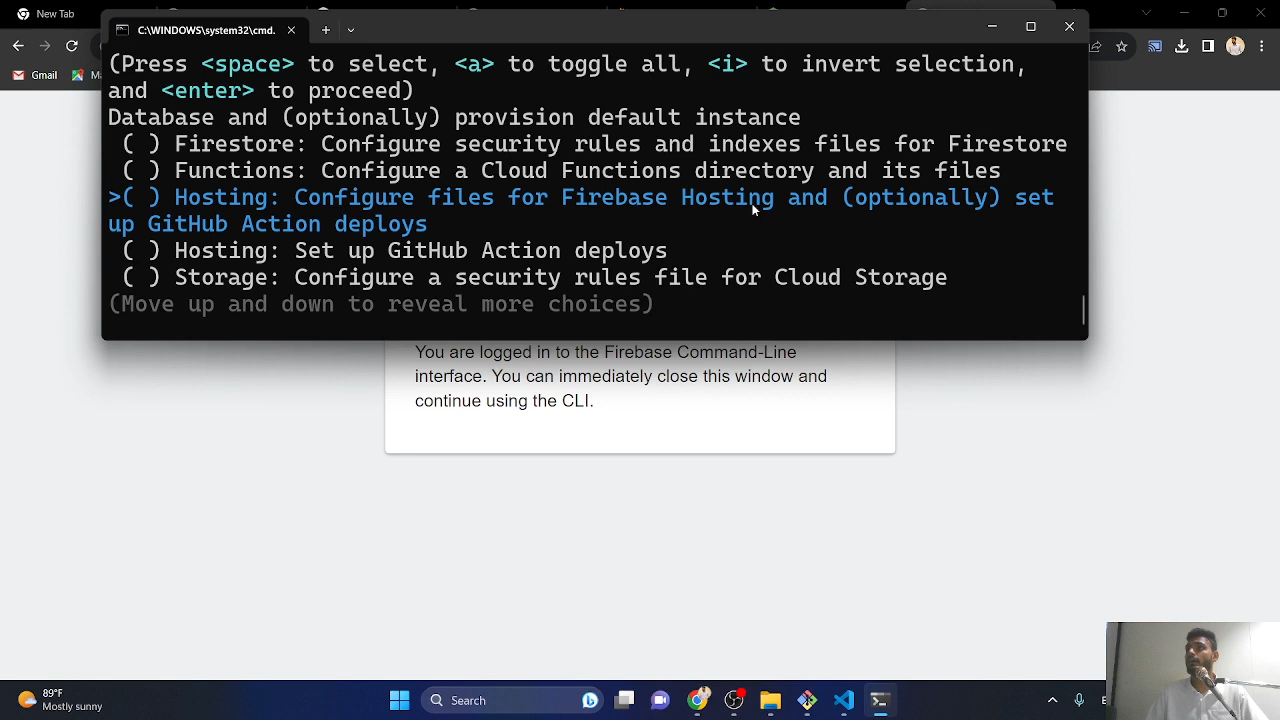 New Tab
C:\WINDOWS\system32\cmd.
Gmail
(Press <space> to select, <a> to toggle all, <i> to invert selection,
and <enter> to proceed)
Database and (optionally) provision default instance
( ) Firestore: Configure security rules and indexes files for Firestore
( ) Functions: Configure a Cloud Functions directory and its files
>( ) Hosting: Configure files for Firebase Hosting and (optionally) set
up GitHub Action deploys
( ) Hosting: Set up GitHub Action deploys
( ) Storage: Configure a security rules file for Cloud Storage
(Move up and down to reveal more choices)
You are logged in to the Firebase Command-Line
interface. You can immediately close this window and
continue using the CLI.
89°F
Mostly sunny
Search